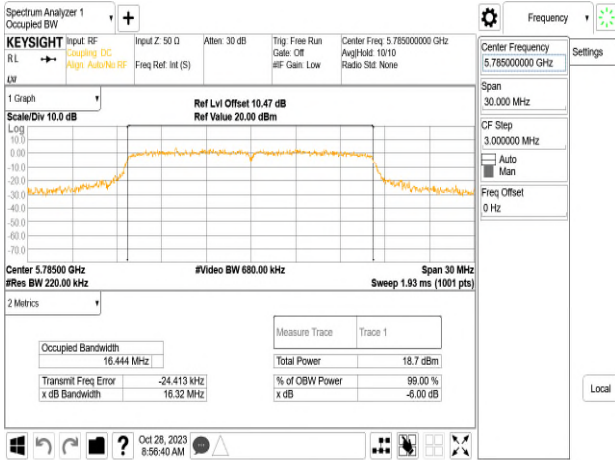 Spectrum Analyzer 1
Occupied BW
+
Frequency
KEYSIGHT
RL
Input: RF
Coupling: DC
Align: Auto/No RF
Input Z: 50 Ω
Freq Ref: Int (S)
Atten: 30 dB
Trig: Free Run
Gate: Off
#IF Gain: Low
Center Freq: 5.785000000 GHz
Avg|Hold: 10/10
Radio Std: None
Center Frequency
5.785000000 GHz
Settings
Span
30.000 MHz
CF Step
3.000000 MHz
Auto
Man
Freq Offset
0 Hz
Local
1 Graph
Scale/Div 10.0 dB
Ref Lvl Offset 10.47 dB
Ref Value 20.00 dBm
Log
10.0
0.00
-10.0
-20.0
-30.0
-40.0
-50.0
-60.0
-70.0
Center 5.78500 GHz
#Video BW 680.00 kHz
Span 30 MHz
#Res BW 220.00 kHz
Sweep 1.93 ms (1001 pts)
2 Metrics
Measure Trace Trace 1
Occupied Bandwidth
16.444 MHz
Total Power 18.7 dBm
Transmit Freq Error -24.413 kHz
% of OBW Power 99.00 %
x dB Bandwidth 16.32 MHz
x dB -6.00 dB
?
Oct 28, 2023
8:56:40 AM